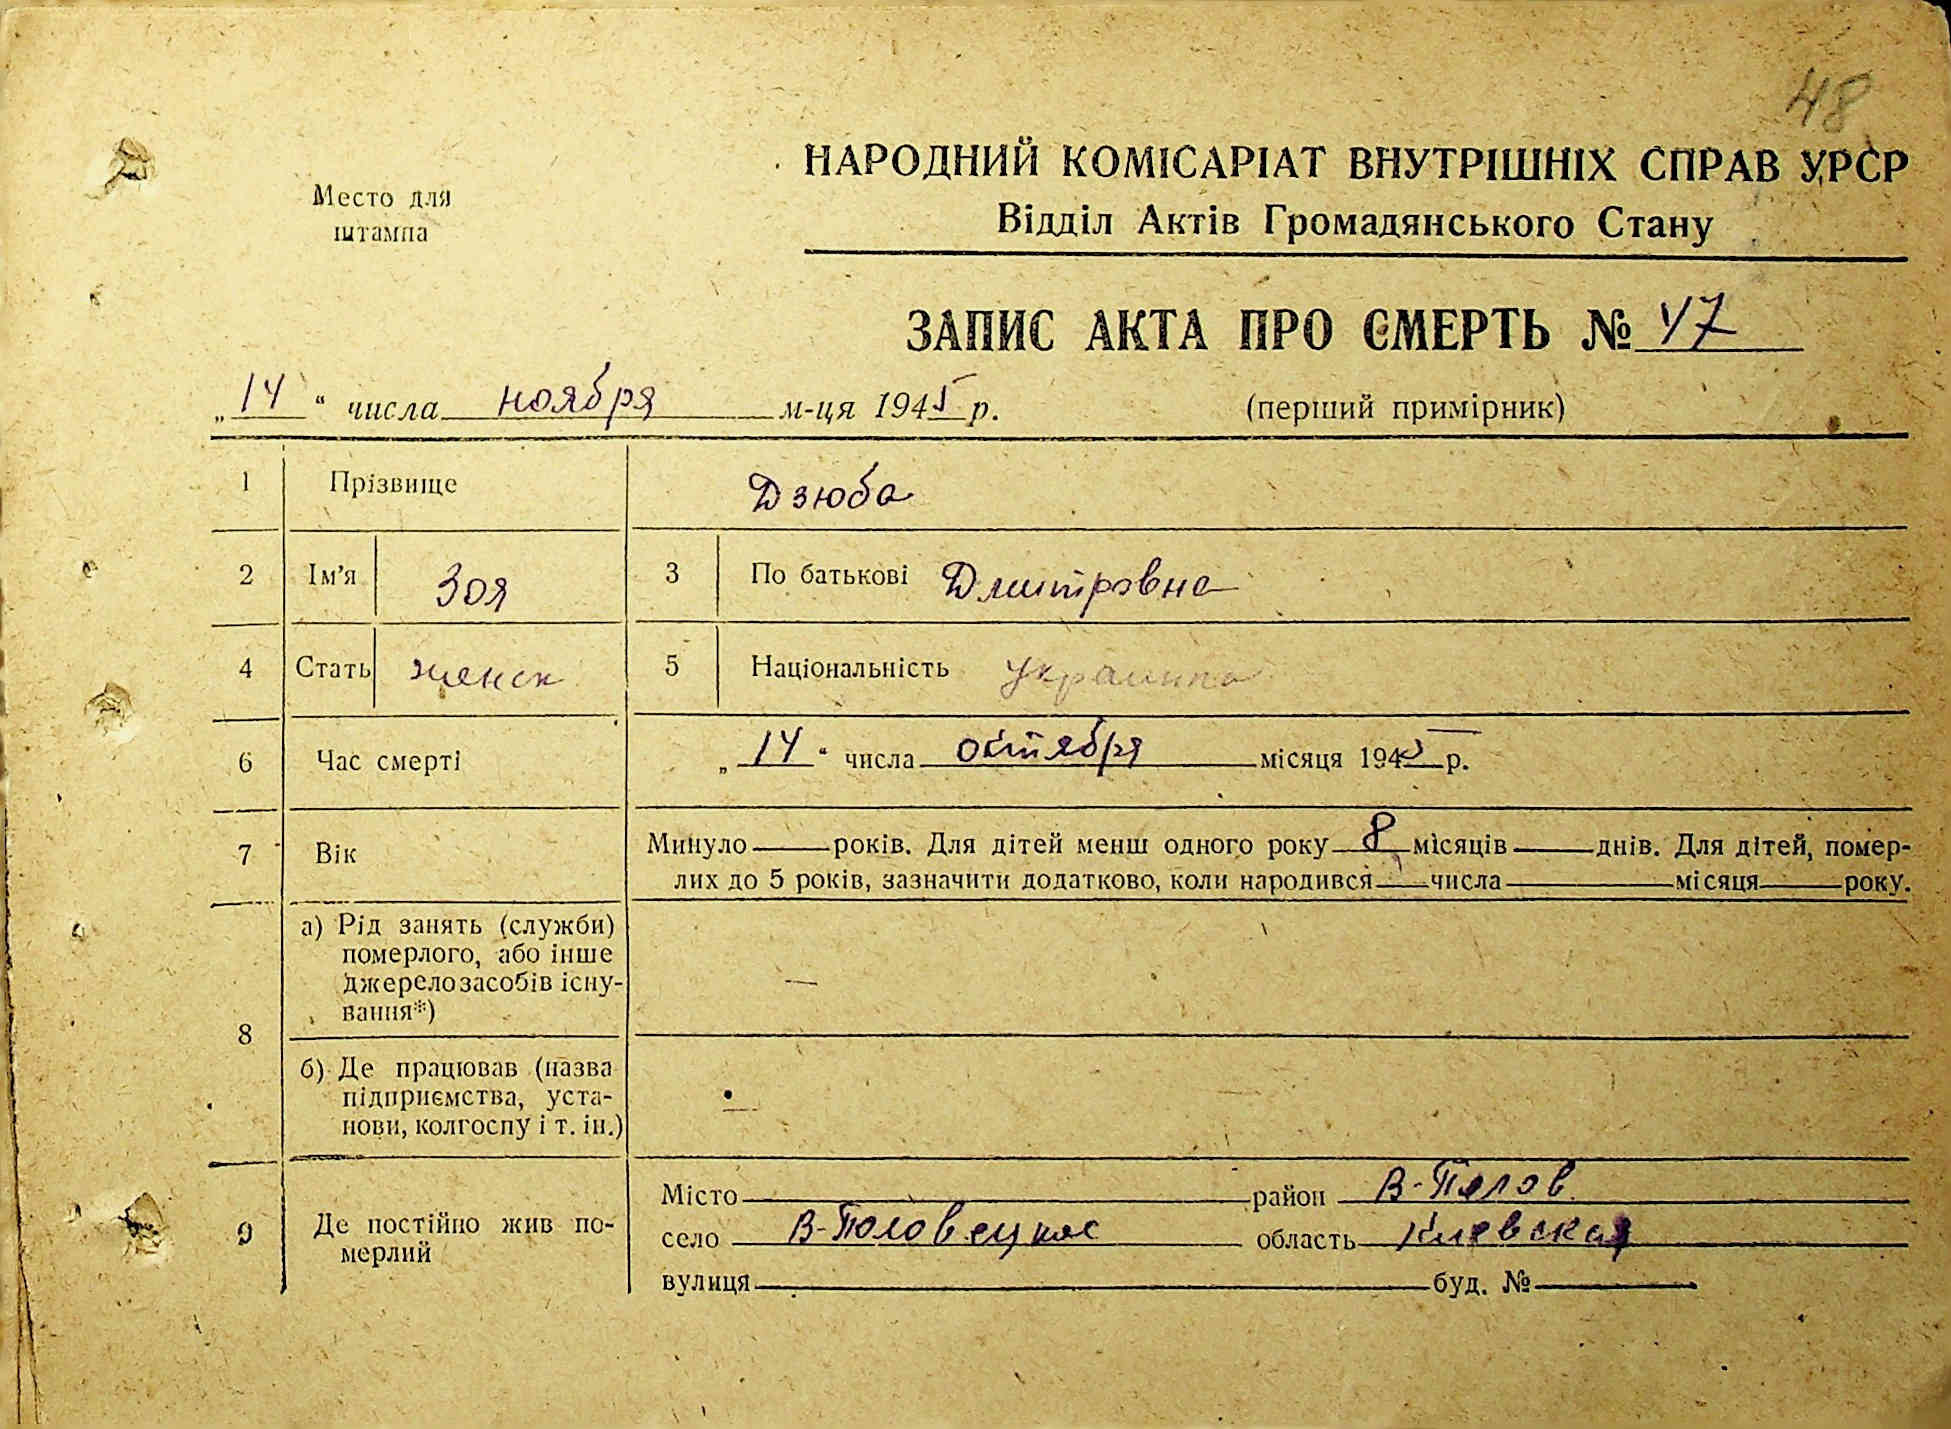 48
НАРОДНИЙ КОМІСАРІАТ ВНУТРІШНІХ СПРАВ УРСР
Место для
штампа
Відділ Актів Громадянського Стану
ЗАПИС АКТА ПРО СМЕРТЬ № 47
„14“ числа ноября м-ця 1945 р. (перший примірник)
1 Прізвище Дзюба
2 Ім’я Зоя 3 По батькові Дмитровна
4 Стать женск 5 Національність украинка
6 Час смерті „14“ числа октября місяця 1945 р.
7 Вік Минуло — років. Для дітей менш одного року 8 місяців — днів. Для дітей, помер-
лих до 5 років, зазначити додатково, коли народився — числа — місяця — року.
8 а) Рід занять (служби)
померлого, або інше
джерело засобів існу-
вання*) —
б) Де працював (назва
підприємства, уста-
нови, колгоспу і т. ін.) —
9 Де постійно жив по-
мерлий
Місто район В-Полов
село В-Половецкое область Киевская
вулиця буд. №